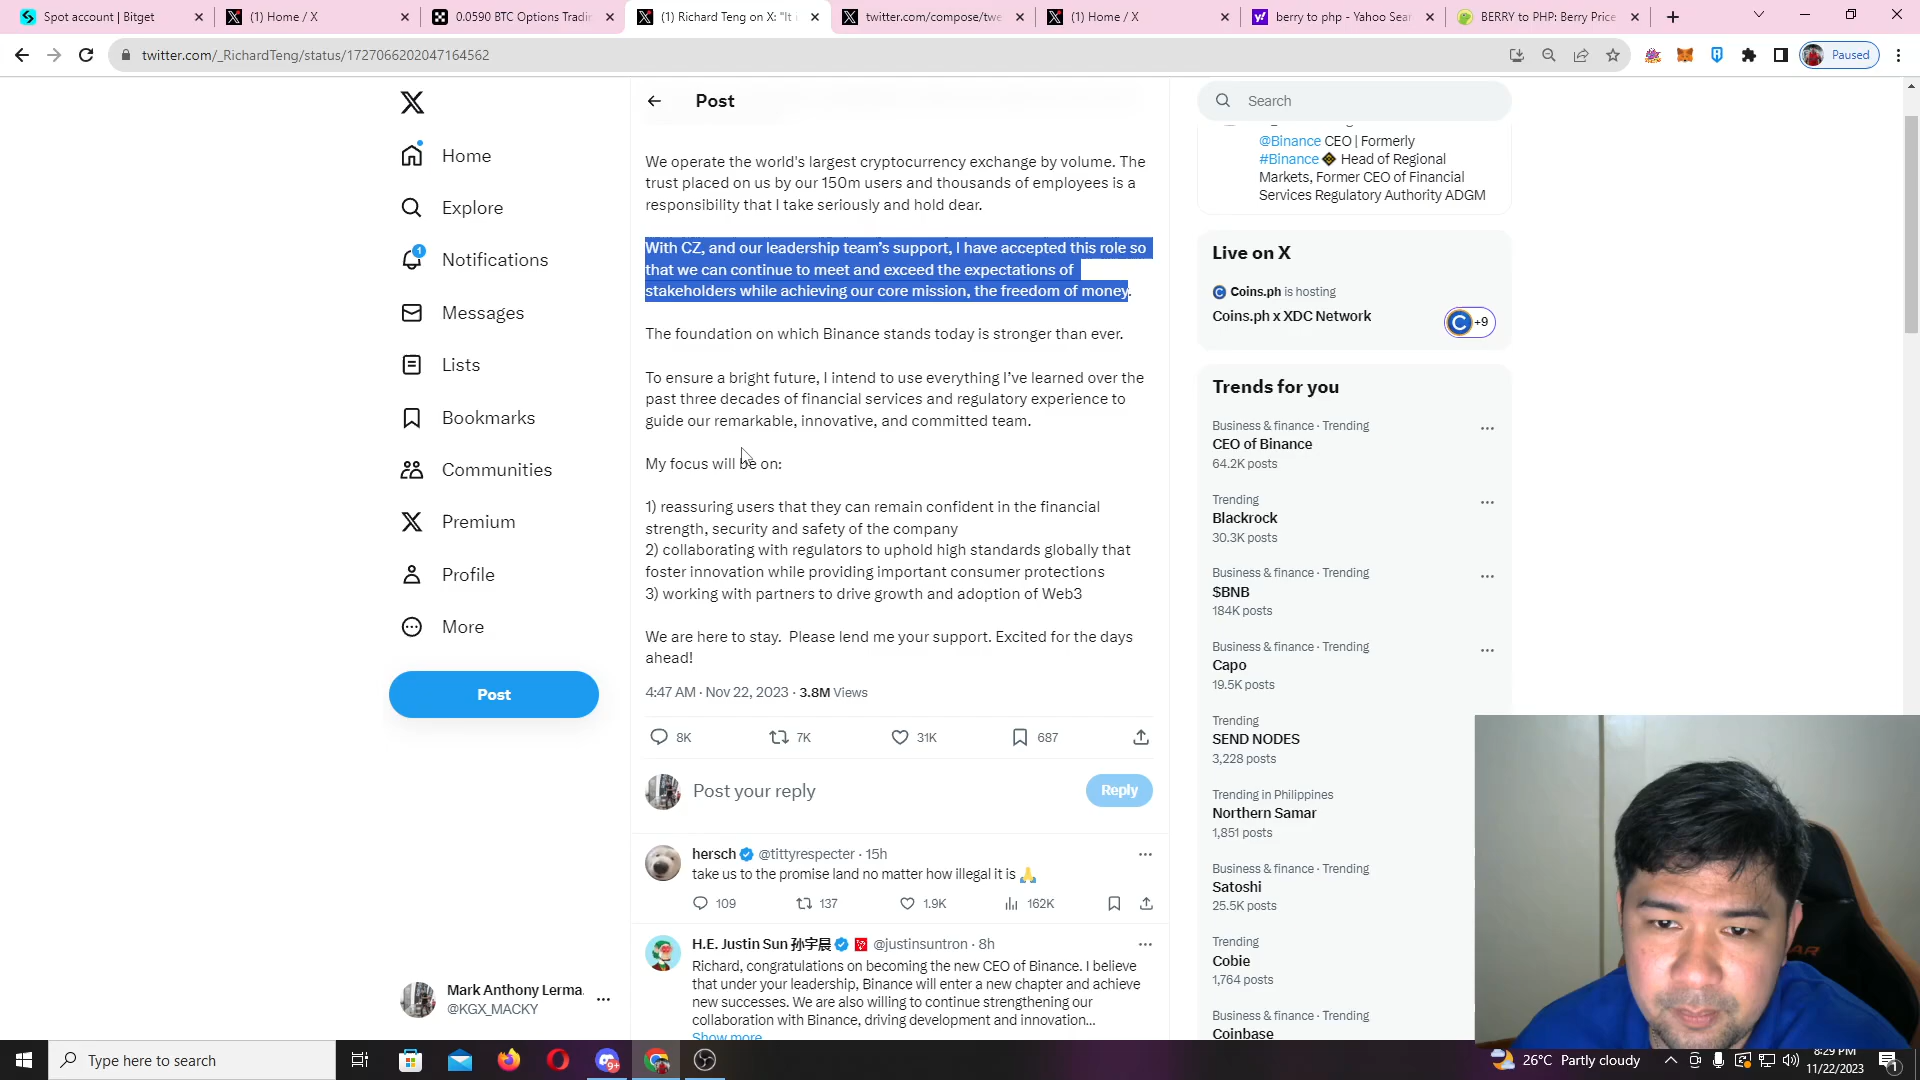 Spot account | Bitget
(1) Home / X
0.0590 BTC Options Tradin
(1) Richard Teng on X: "It i
twitter.com/compose/twe
(1) Home / X
berry to php - Yahoo Sear
BERRY to PHP: Berry Price
twitter.com/_RichardTeng/status/1727066202047164562
Paused
Home
Explore
1
Notifications
Messages
Lists
Bookmarks
Communities
Premium
Profile
More
Post
Mark Anthony Lerma
@KGX_MACKY
Post
We operate the world's largest cryptocurrency exchange by volume. The
trust placed on us by our 150m users and thousands of employees is a
responsibility that I take seriously and hold dear.
With CZ, and our leadership team's support, I have accepted this role so
that we can continue to meet and exceed the expectations of
stakeholders while achieving our core mission, the freedom of money.
The foundation on which Binance stands today is stronger than ever.
To ensure a bright future, I intend to use everything I've learned over the
past three decades of financial services and regulatory experience to
guide our remarkable, innovative, and committed team.
My focus will be on:
1) reassuring users that they can remain confident in the financial
strength, security and safety of the company
2) collaborating with regulators to uphold high standards globally that
foster innovation while providing important consumer protections
3) working with partners to drive growth and adoption of Web3
We are here to stay. Please lend me your support. Excited for the days
ahead!
4:47 AM · Nov 22, 2023 · 3.8M Views
8K 7K 31K 687
Post your reply
Reply
hersch @tittyrespecter · 15h
take us to the promise land no matter how illegal it is 🙏
109 137 1.9K 162K
H.E. Justin Sun 孙宇晨 @justinsuntron · 8h
Richard, congratulations on becoming the new CEO of Binance. I believe
that under your leadership, Binance will enter a new chapter and achieve
new successes. We are also willing to continue strengthening our
collaboration with Binance, driving development and innovation...
Show more
Search
@Binance CEO | Formerly
#Binance Head of Regional
Markets, Former CEO of Financial
Services Regulatory Authority ADGM
Live on X
Coins.ph is hosting
Coins.ph x XDC Network
+9
Trends for you
Business & finance · Trending
CEO of Binance
64.2K posts
Trending
Blackrock
30.3K posts
Business & finance · Trending
$BNB
184K posts
Business & finance · Trending
Capo
19.5K posts
Trending
SEND NODES
3,228 posts
Trending in Philippines
Northern Samar
1,851 posts
Business & finance · Trending
Satoshi
25.5K posts
Trending
Cobie
1,764 posts
Business & finance · Trending
Coinbase
Type here to search
26°C Partly cloudy
8:29 PM
11/22/2023
1